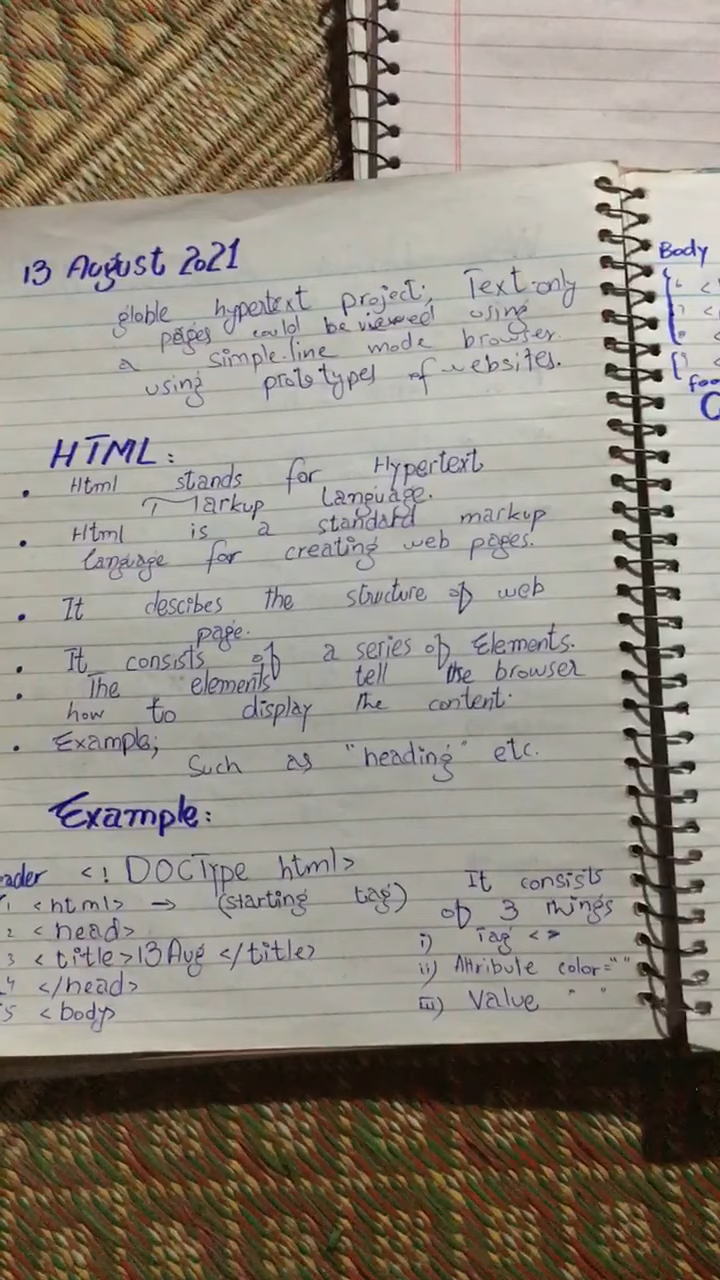 13 August 2021
globle hypertext project; Text-only
pages could be viewed using
a simple-line mode browser.
using prototypes of websites.
HTML:
• Html stands for Hypertext
Markup Language.
• Html is a standard markup
language for creating web pages.
• It descibes the structure of web
page.
• It consists of a series of Elements.
• The elements tell the browser
how to display the content.
• Example;
Such as "heading" etc.
Example:
ader <! DOCType html>
1 <html> → (starting tag)
2 <head>
3 <title>13 Aug </title>
4 </head>
5 <body>
It consists
of 3 things
i) Tag < >
ii) Attribute color=" "
iii) Value " "
Body
foo